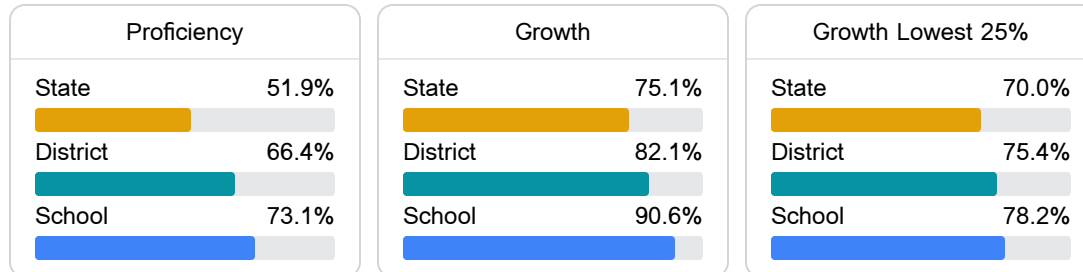 Proficiency
State 51.9%
District 66.4%
School 73.1%
Growth
State 75.1%
District 82.1%
School 90.6%
Growth Lowest 25%
State 70.0%
District 75.4%
School 78.2%